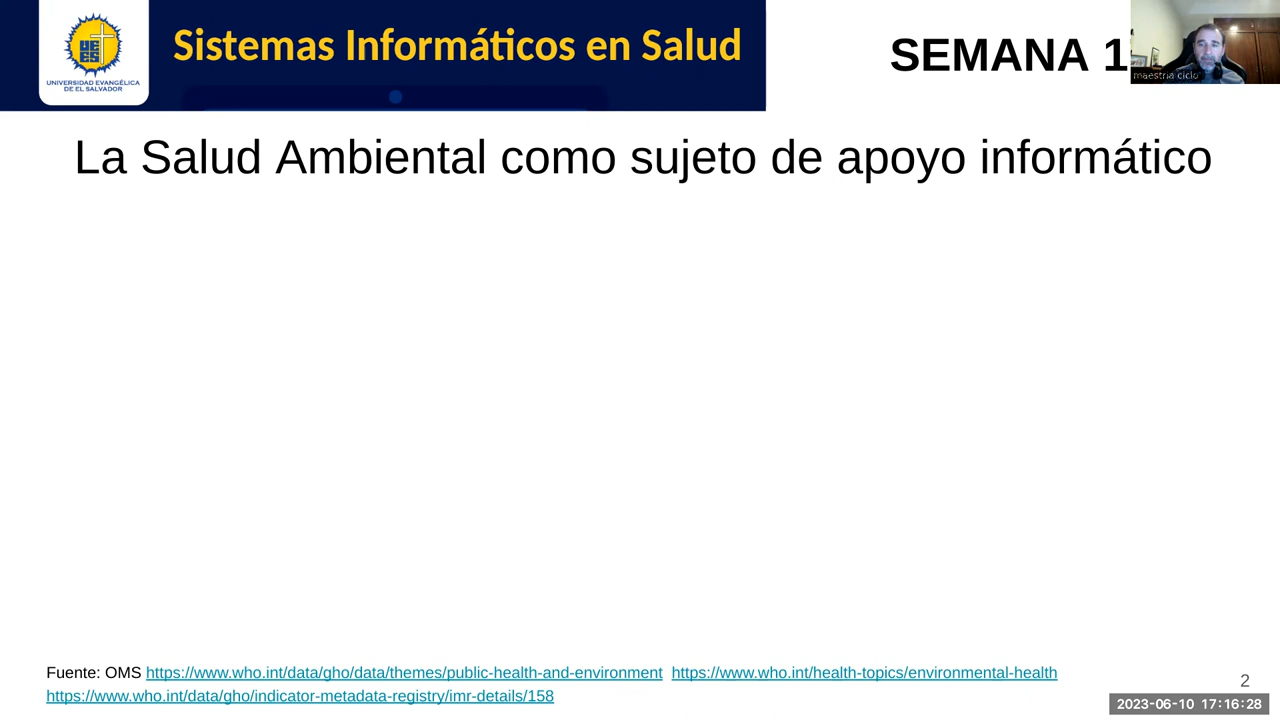 Sistemas Informáticos en Salud
SEMANA 1
UNIVERSIDAD EVANGÉLICA
DE EL SALVADOR
maestria ciclo
La Salud Ambiental como sujeto de apoyo informático
Fuente: OMS https://www.who.int/data/gho/data/themes/public-health-and-environment https://www.who.int/health-topics/environmental-health
https://www.who.int/data/gho/indicator-metadata-registry/imr-details/158
2
2023-06-10 17:16:28